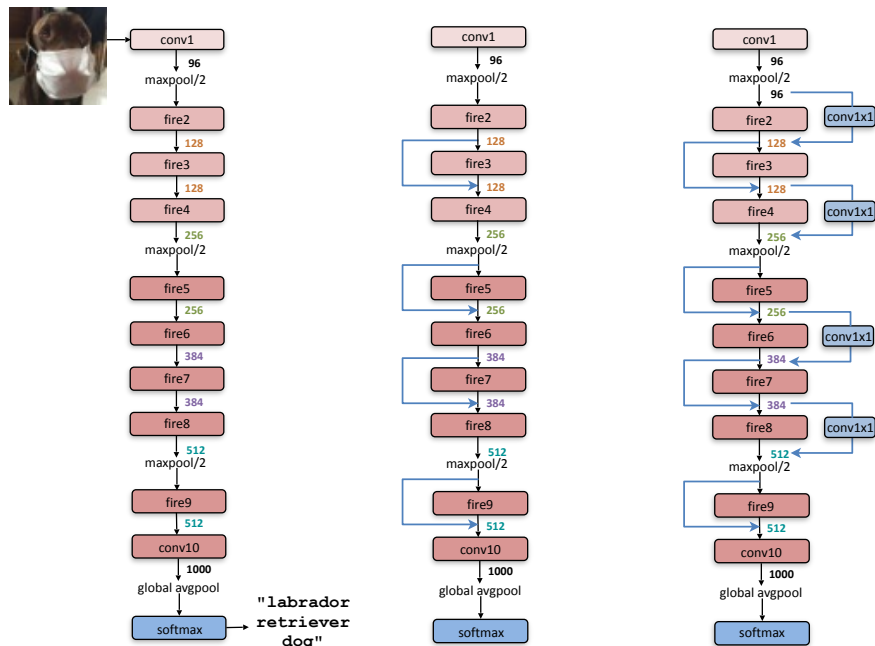 conv1
96
maxpool/2
fire2
128
fire3
128
fire4
256
maxpool/2
fire5
256
fire6
384
fire7
384
fire8
512
maxpool/2
fire9
512
conv10
1000
global avgpool
softmax
"labrador
retriever
dog"
conv1
96
maxpool/2
fire2
128
fire3
128
fire4
256
maxpool/2
fire5
256
fire6
384
fire7
384
fire8
512
maxpool/2
fire9
512
conv10
1000
global avgpool
softmax
conv1
96
maxpool/2
96
fire2
conv1x1
128
fire3
128
fire4
conv1x1
256
maxpool/2
fire5
256
fire6
conv1x1
384
fire7
384
fire8
conv1x1
512
maxpool/2
fire9
512
conv10
1000
global avgpool
softmax